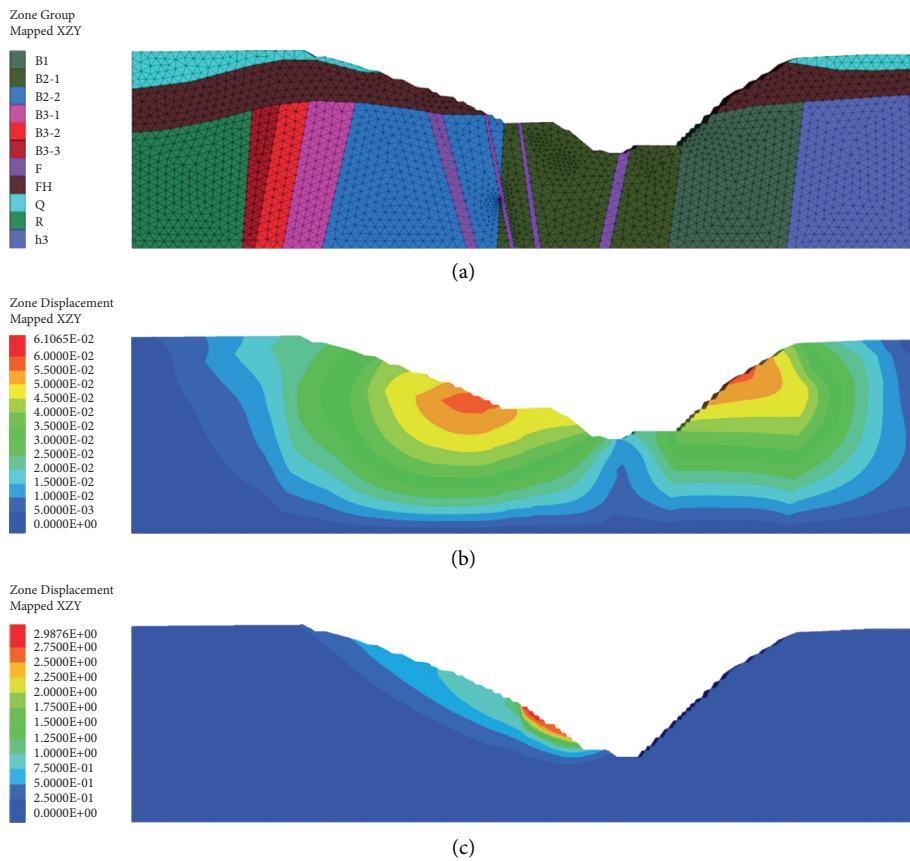 Zone Group
Mapped XZY
B1
B2-1
B2-2
B3-1
B3-2
B3-3
F
FH
Q
R
h3
(a)
Zone Displacement
Mapped XZY
6.1065E-02
6.0000E-02
5.5000E-02
5.0000E-02
4.5000E-02
4.0000E-02
3.5000E-02
3.0000E-02
2.5000E-02
2.0000E-02
1.5000E-02
1.0000E-02
5.0000E-03
0.0000E+00
(b)
Zone Displacement
Mapped XZY
2.9876E+00
2.7500E+00
2.5000E+00
2.2500E+00
2.0000E+00
1.7500E+00
1.5000E+00
1.2500E+00
1.0000E+00
7.5000E-01
5.0000E-01
2.5000E-01
0.0000E+00
(c)